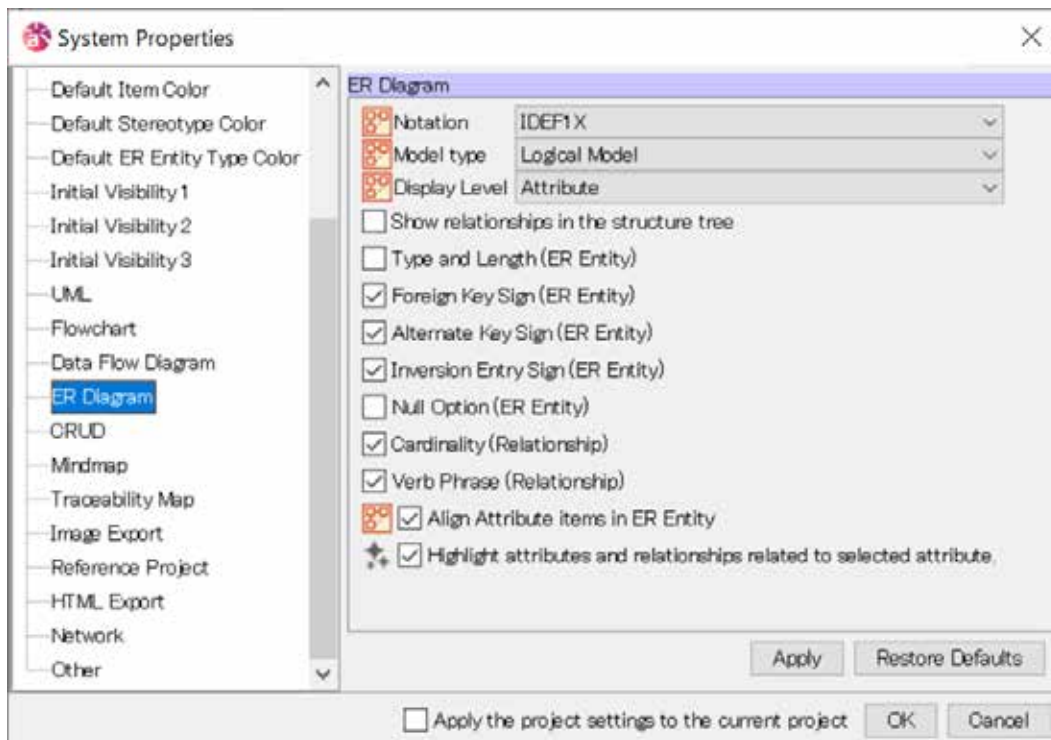 System Properties
Default Item Color
Default Stereotype Color
Default ER Entity Type Color
Initial Visibility 1
Initial Visibility 2
Initial Visibility 3
UML
Flowchart
Data Flow Diagram
ER Diagram
CRUD
Mindmap
Traceability Map
Image Export
Reference Project
HTML Export
Network
Other
ER Diagram
Notation IDEF1X
Model type Logical Model
Display Level Attribute
Show relationships in the structure tree
Type and Length (ER Entity)
Foreign Key Sign (ER Entity)
Alternate Key Sign (ER Entity)
Inversion Entry Sign (ER Entity)
Null Option (ER Entity)
Cardinality (Relationship)
Verb Phrase (Relationship)
Align Attribute items in ER Entity
Highlight attributes and relationships related to selected attribute.
Apply Restore Defaults
Apply the project settings to the current project OK Cancel